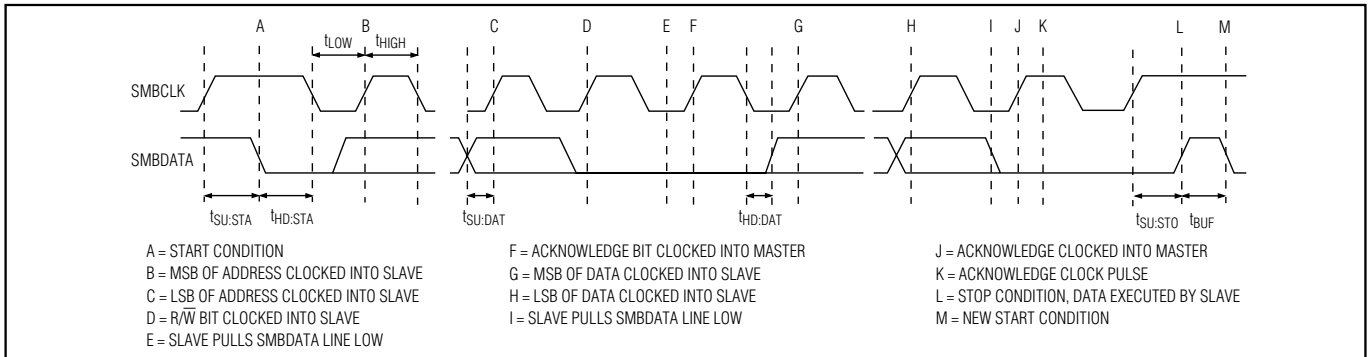 A B C D E F G H I J K L M
tLOW tHIGH
SMBCLK
SMBDATA
tSU:STA tHD:STA tSU:DAT tHD:DAT tSU:STO tBUF
A = START CONDITION
B = MSB OF ADDRESS CLOCKED INTO SLAVE
C = LSB OF ADDRESS CLOCKED INTO SLAVE
D = R/W̅ BIT CLOCKED INTO SLAVE
E = SLAVE PULLS SMBDATA LINE LOW
F = ACKNOWLEDGE BIT CLOCKED INTO MASTER
G = MSB OF DATA CLOCKED INTO SLAVE
H = LSB OF DATA CLOCKED INTO SLAVE
I = SLAVE PULLS SMBDATA LINE LOW
J = ACKNOWLEDGE CLOCKED INTO MASTER
K = ACKNOWLEDGE CLOCK PULSE
L = STOP CONDITION, DATA EXECUTED BY SLAVE
M = NEW START CONDITION